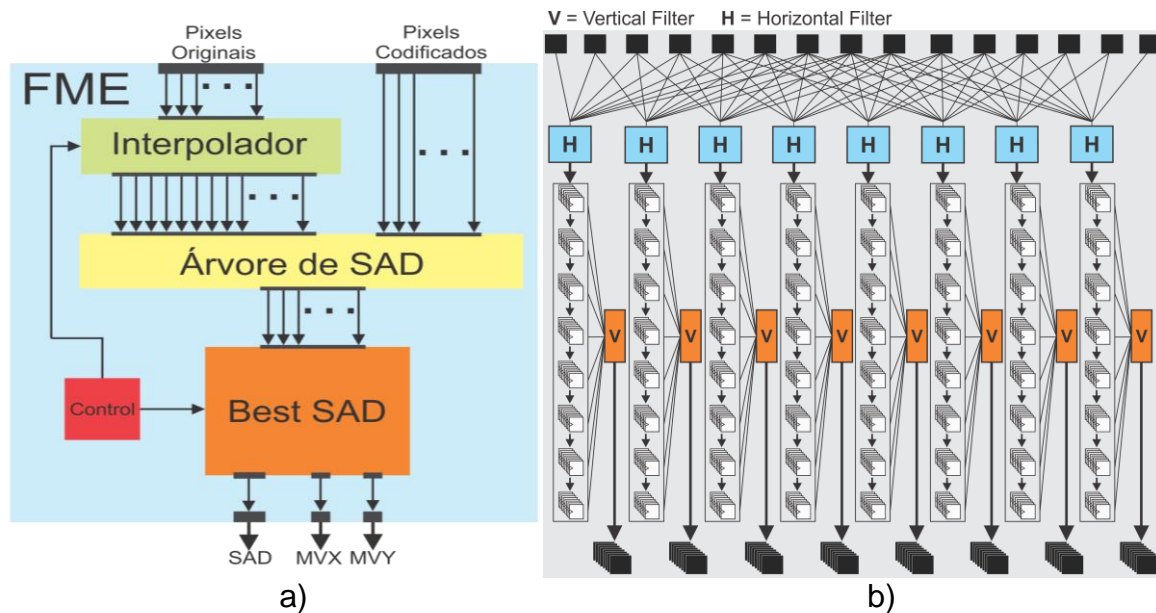 Pixels
Originais
Pixels
Codificados
FME
Interpolador
Árvore de SAD
Control
Best SAD
SAD MVX MVY
a)
V = Vertical Filter H = Horizontal Filter
H H H H H H H H
V V V V V V V V
b)